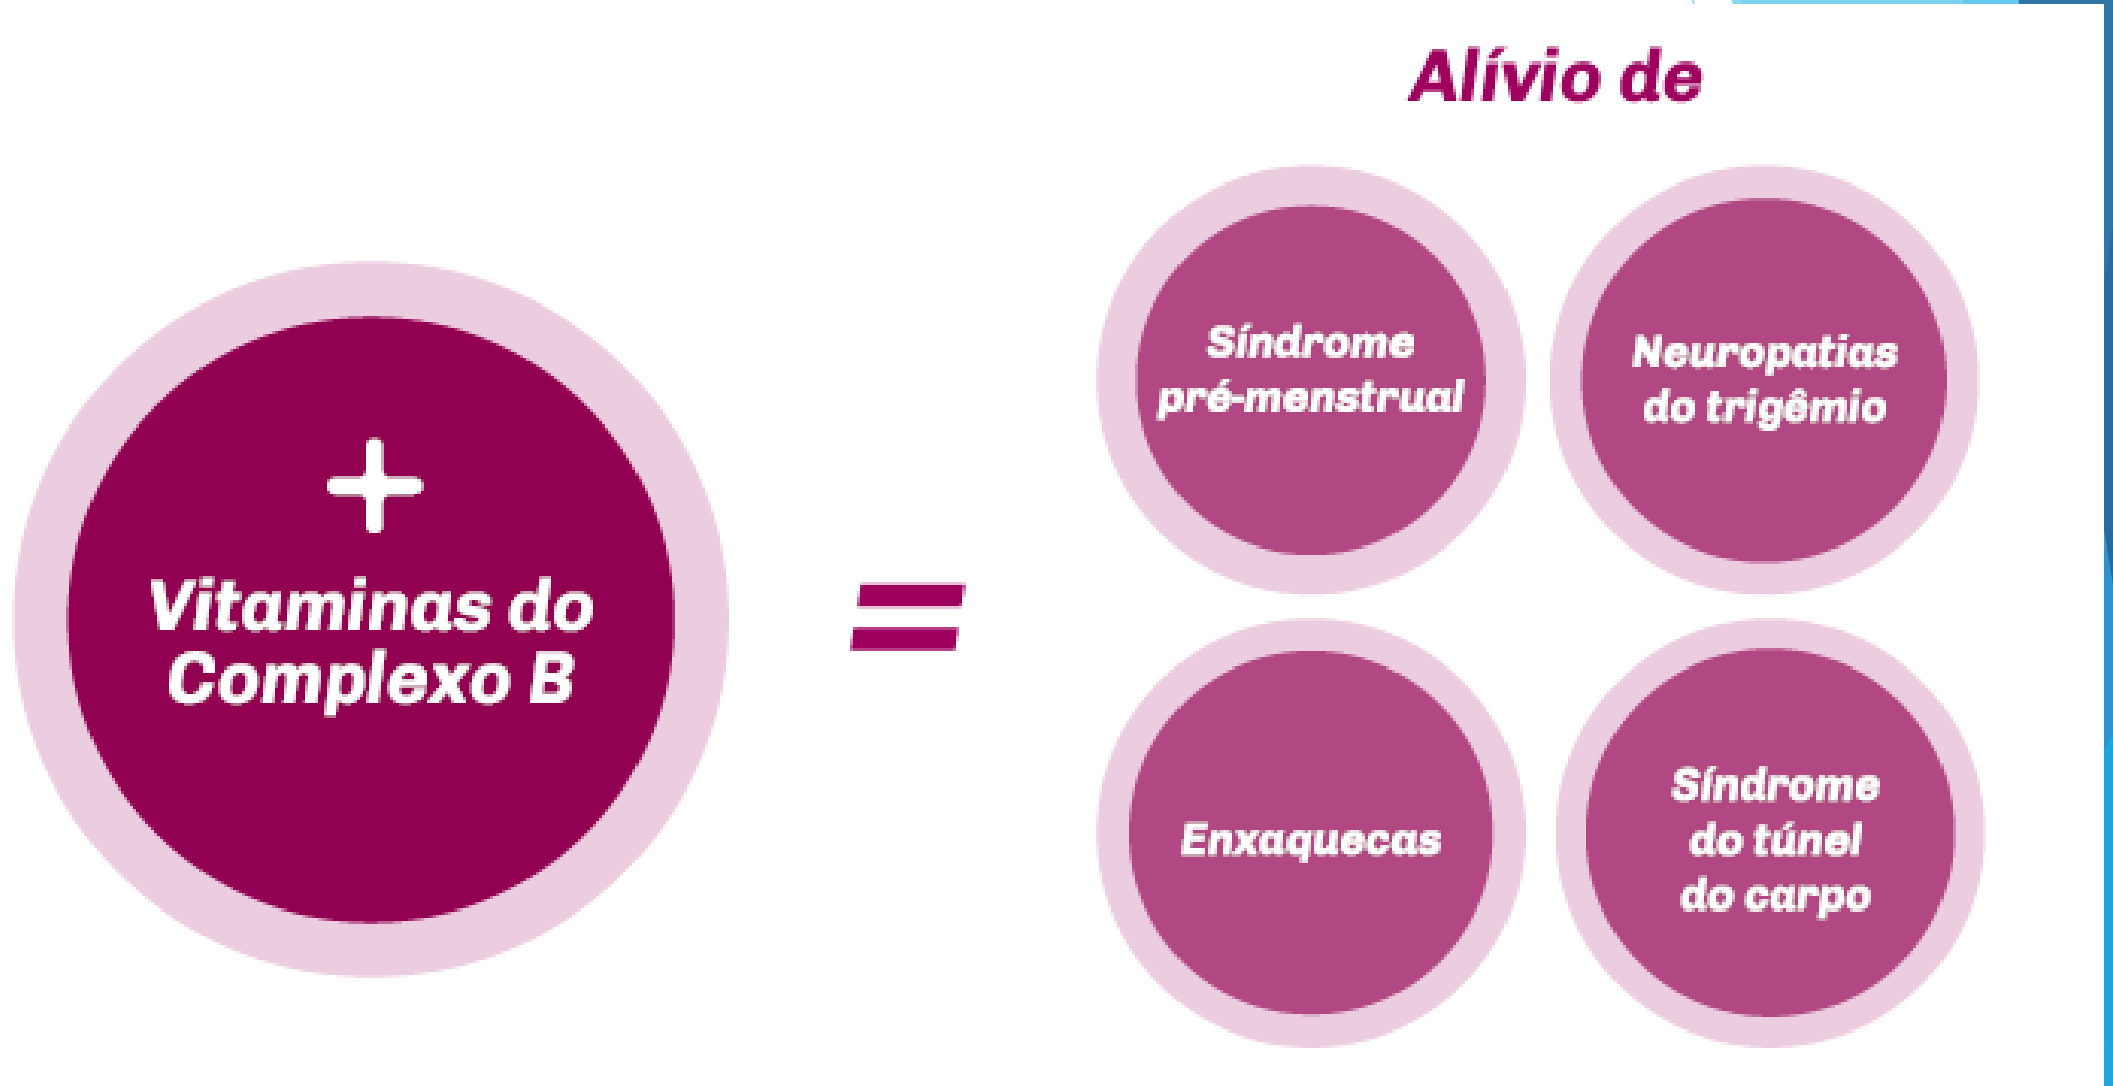 Alívio de
+
Vitaminas do
Complexo B
=
Síndrome
pré-menstrual
Neuropatias
do trigêmio
Enxaquecas
Síndrome
do túnel
do carpo